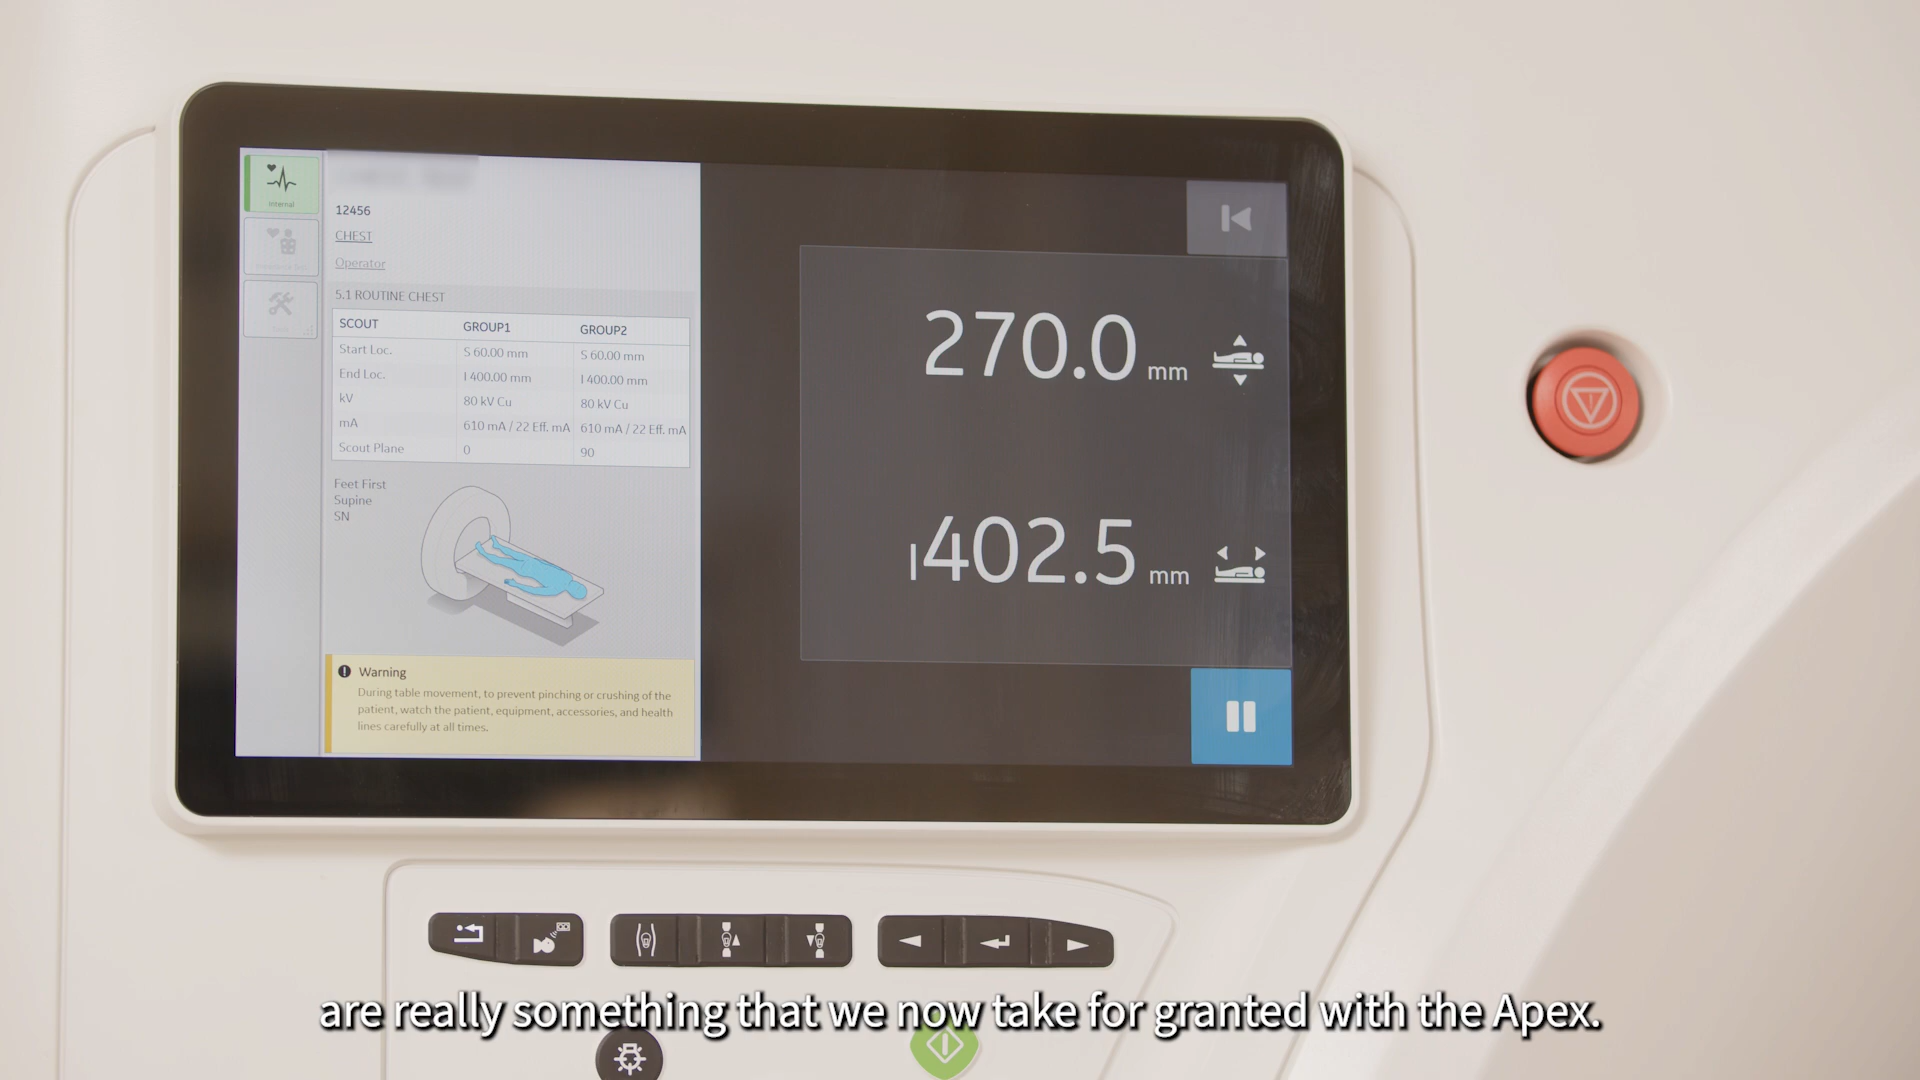 Internal
12456
CHEST
Operator
5.1 ROUTINE CHEST
SCOUT GROUP1 GROUP2
Start Loc. S 60.00 mm S 60.00 mm
End Loc. I 400.00 mm I 400.00 mm
kV 80 kV Cu 80 kV Cu
mA 610 mA / 22 Eff. mA 610 mA / 22 Eff. mA
Scout Plane 0 90
Feet First
Supine
SN
Warning
During table movement, to prevent pinching or crushing of the
patient, watch the patient, equipment, accessories, and health
lines carefully at all times.
270.0 mm
I402.5 mm
are really something that we now take for granted with the Apex.